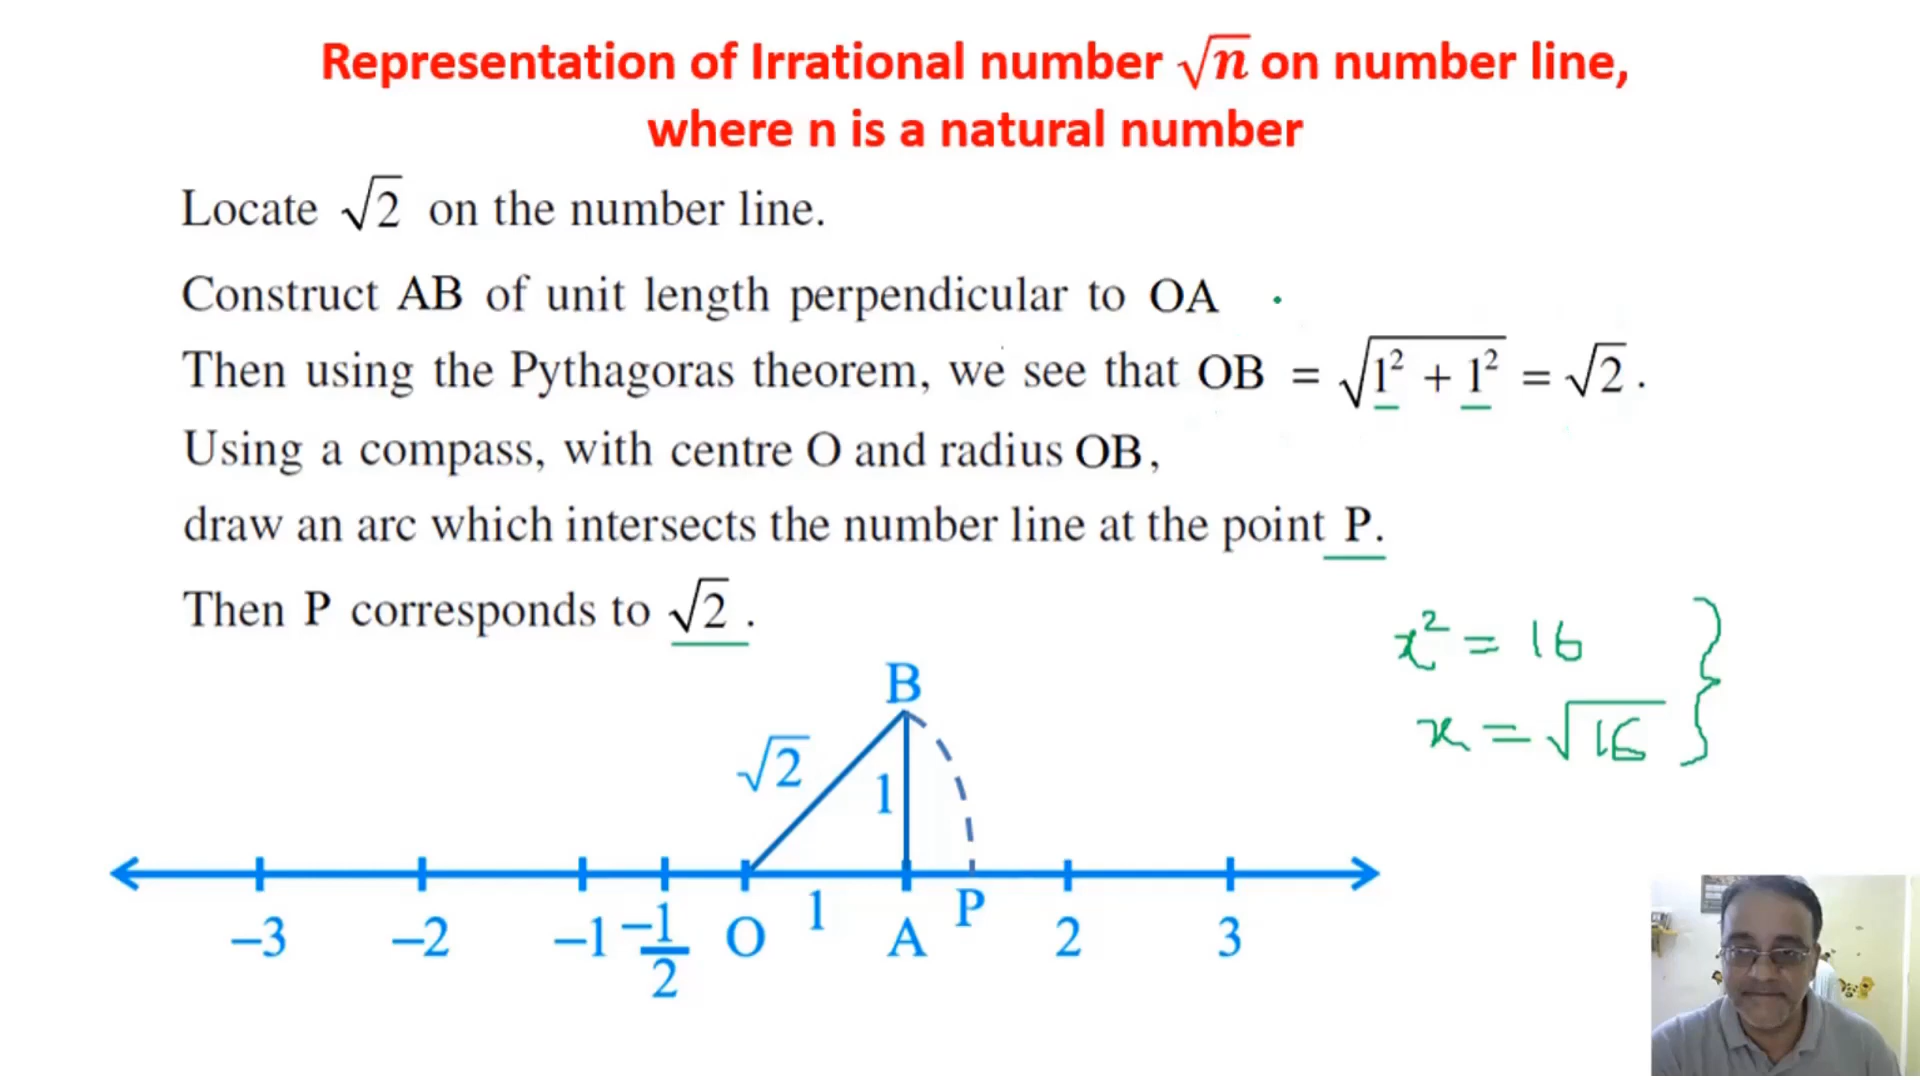 Representation of Irrational number √n on number line,
where n is a natural number
Locate √2 on the number line.
Construct AB of unit length perpendicular to OA
Then using the Pythagoras theorem, we see that OB = √(1² + 1²) = √2.
Using a compass, with centre O and radius OB,
draw an arc which intersects the number line at the point P.
Then P corresponds to √2.
x² = 16
x = √16
B
√2
1
–3 –2 –1 –1/2 O 1 A P 2 3